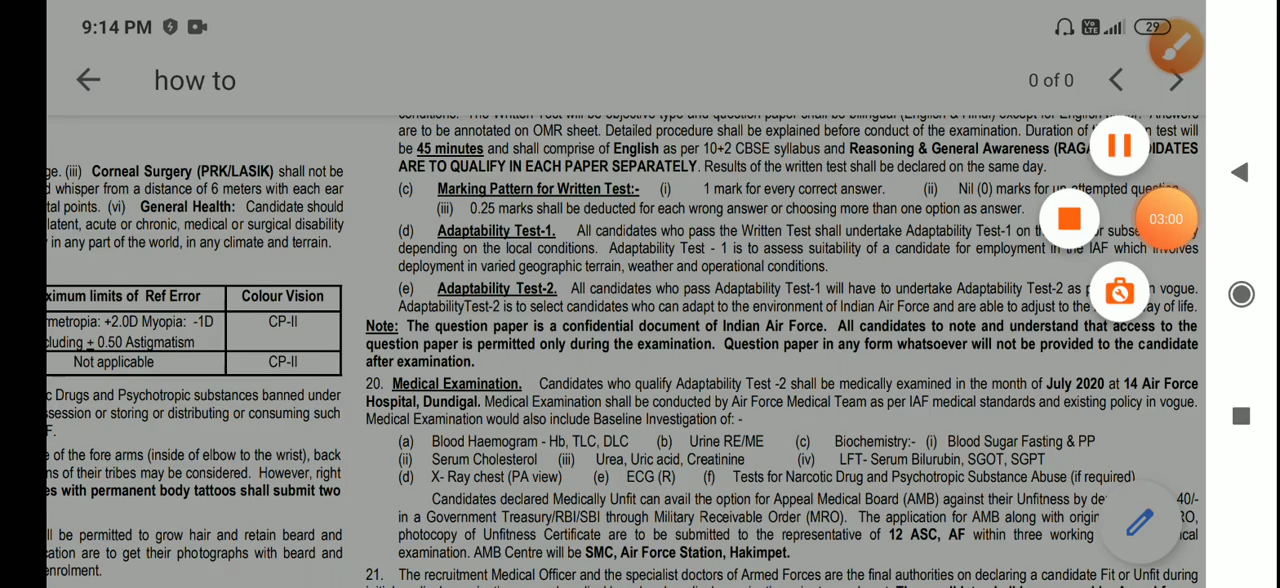 9:14 PM
29
how to
0 of 0
03:00
ge. (iii) Corneal Surgery (PRK/LASIK) shall not be
d whisper from a distance of 6 meters with each ear
tal points. (vi) General Health: Candidate should
latent, acute or chronic, medical or surgical disability
in any part of the world, in any climate and terrain.
ximum limits of Ref Error Colour Vision
rmetropia: +2.0D Myopia: -1D CP-II
cluding + 0.50 Astigmatism
Not applicable CP-II
c Drugs and Psychotropic substances banned under
ssession or storing or distributing or consuming such
F.
e of the fore arms (inside of elbow to the wrist), back
ns of their tribes may be considered. However, right
es with permanent body tattoos shall submit two
ll be permitted to grow hair and retain beard and
cation are to get their photographs with beard and
enrolment.
are to be annotated on OMR sheet. Detailed procedure shall be explained before conduct of the examination. Duration of test will
be 45 minutes and shall comprise of English as per 10+2 CBSE syllabus and Reasoning & General Awareness (RAGA IDATES
ARE TO QUALIFY IN EACH PAPER SEPARATELY. Results of the written test shall be declared on the same day.
(c) Marking Pattern for Written Test:- (i) 1 mark for every correct answer. (ii) Nil (0) marks for un attempted question
(iii) 0.25 marks shall be deducted for each wrong answer or choosing more than one option as answer.
(d) Adaptability Test-1. All candidates who pass the Written Test shall undertake Adaptability Test-1 on r subse
depending on the local conditions. Adaptability Test - 1 is to assess suitability of a candidate for employment in the IAF which involves
deployment in varied geographic terrain, weather and operational conditions.
(e) Adaptability Test-2. All candidates who pass Adaptability Test-1 will have to undertake Adaptability Test-2 as p vogue.
AdaptabilityTest-2 is to select candidates who can adapt to the environment of Indian Air Force and are able to adjust to the ay of life.
Note: The question paper is a confidential document of Indian Air Force. All candidates to note and understand that access to the
question paper is permitted only during the examination. Question paper in any form whatsoever will not be provided to the candidate
after examination.
20. Medical Examination. Candidates who qualify Adaptability Test -2 shall be medically examined in the month of July 2020 at 14 Air Force
Hospital, Dundigal. Medical Examination shall be conducted by Air Force Medical Team as per IAF medical standards and existing policy in vogue.
Medical Examination would also include Baseline Investigation of: -
(a) Blood Haemogram - Hb, TLC, DLC (b) Urine RE/ME (c) Biochemistry:- (i) Blood Sugar Fasting & PP
(ii) Serum Cholesterol (iii) Urea, Uric acid, Creatinine (iv) LFT- Serum Bilurubin, SGOT, SGPT
(d) X- Ray chest (PA view) (e) ECG (R) (f) Tests for Narcotic Drug and Psychotropic Substance Abuse (if required)
Candidates declared Medically Unfit can avail the option for Appeal Medical Board (AMB) against their Unfitness by de 40/-
in a Government Treasury/RBI/SBI through Military Receivable Order (MRO). The application for AMB along with origin RO,
photocopy of Unfitness Certificate are to be submitted to the representative of 12 ASC, AF within three working ical
examination. AMB Centre will be SMC, Air Force Station, Hakimpet.
21. The recruitment Medical Officer and the specialist doctors of Armed Forces are the final authorities on declaring a candidate Fit or Unfit during